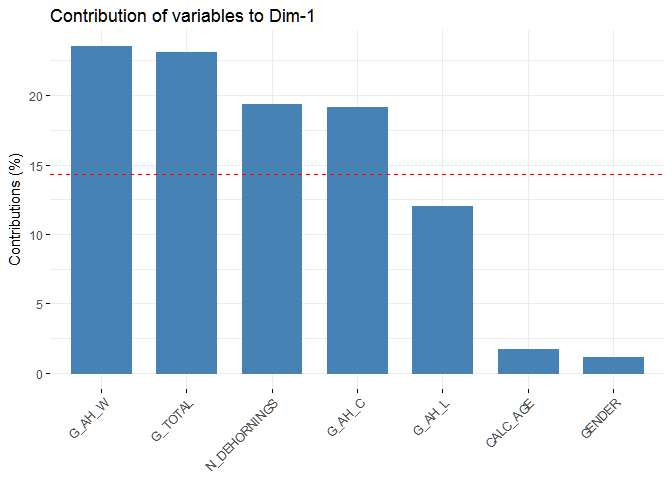 Contribution of variables to Dim-1
Contributions (%)
20
15
10
5
0
G_AH_W
G_TOTAL
N_DEHORNINGS
G_AH_C
G_AH_L
CALC_AGE
GENDER